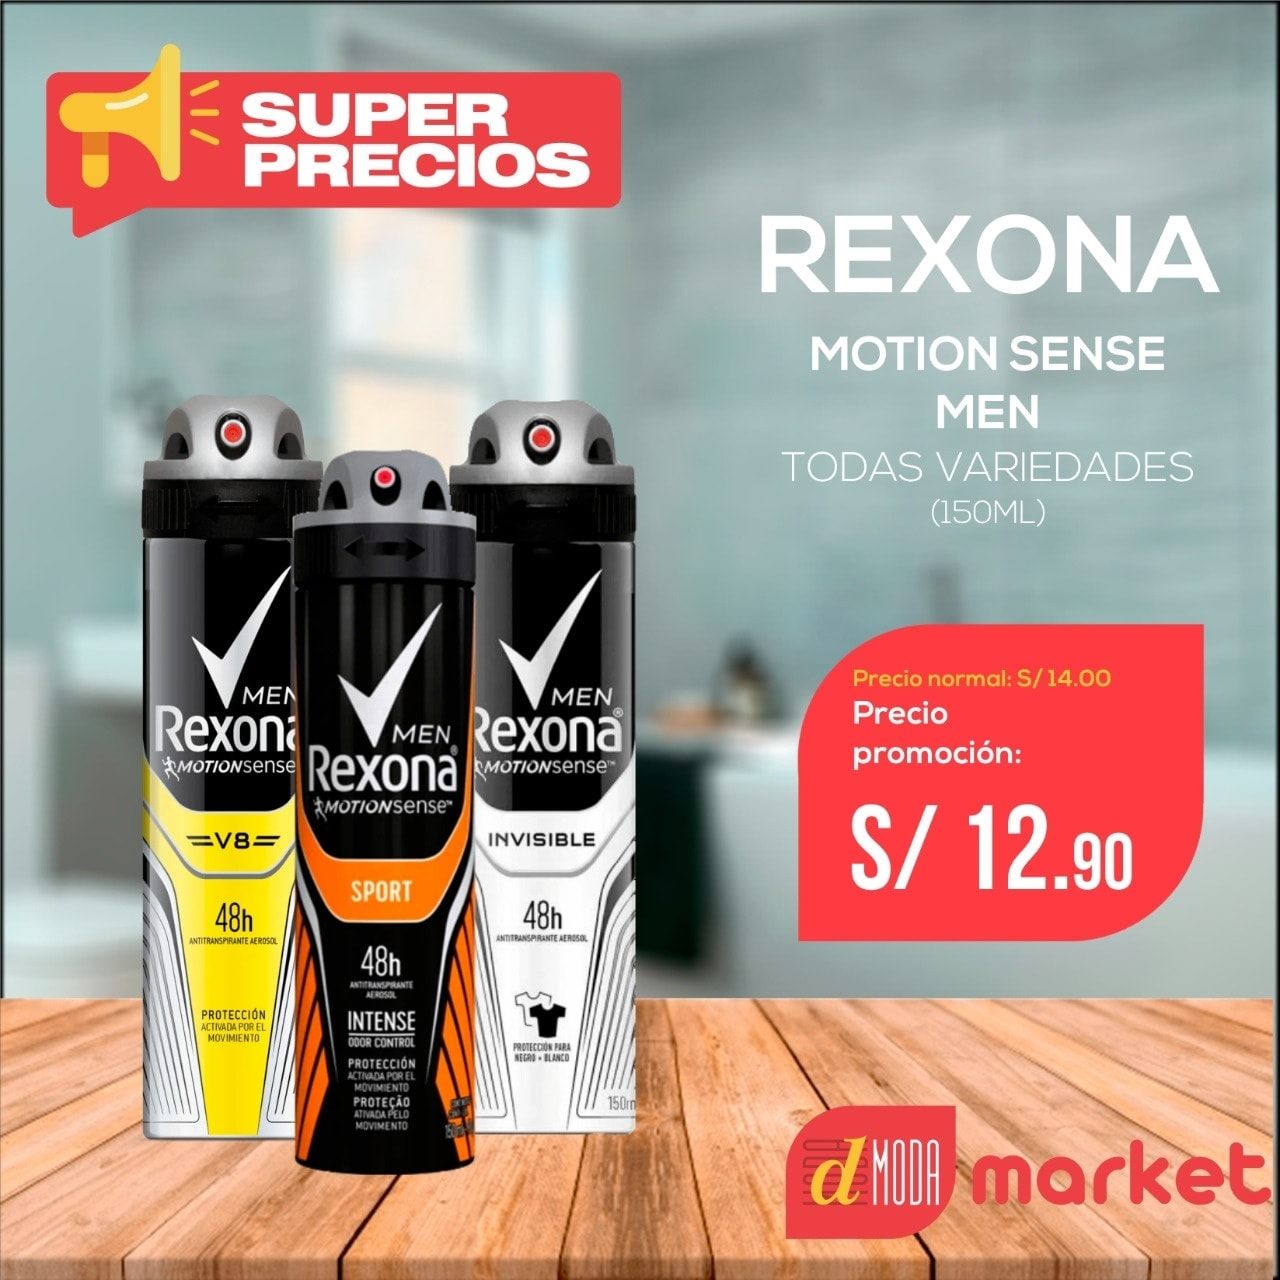 SUPER
PRECIOS
REXONA
MOTION SENSE
MEN
TODAS VARIEDADES
(150ML)
Precio normal: S/ 14.00
Precio
promoción:
S/ 12.90
MEN
Rexona
MOTIONsense
V8
48h
ANTITRANSPIRANTE AEROSOL
PROTECCIÓN
ACTIVADA POR EL
MOVIMIENTO
MEN
Rexona®
MOTIONsense™
SPORT
48h
ANTITRANSPIRANTE
AEROSOL
INTENSE
ODOR CONTROL
PROTECCIÓN
ACTIVADA POR EL
MOVIMIENTO
PROTEÇÃO
ATIVADA PELO
MOVIMENTO
MEN
Rexona®
MOTIONsense™
INVISIBLE
48h
ANTITRANSPIRANTE AEROSOL
PROTECCIÓN PARA
NEGRO + BLANCO
150m
d MODA market